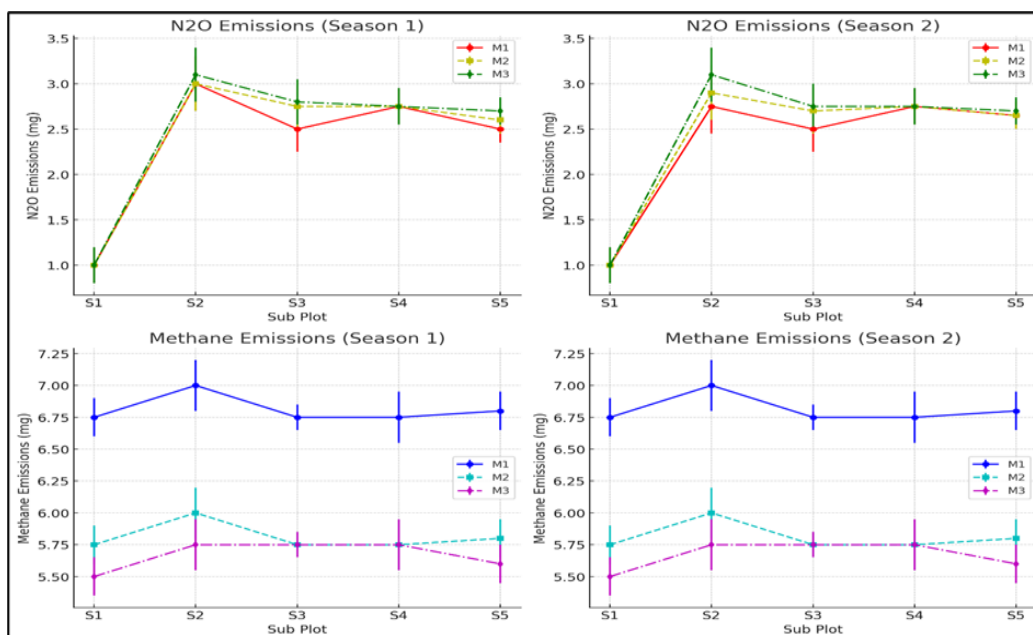 N2O Emissions (Season 1)
N2O Emissions (mg)
3.5
3.0
2.5
2.0
1.5
1.0
M1
M2
M3
S1 S2 S3 S4 S5
Sub Plot
N2O Emissions (Season 2)
N2O Emissions (mg)
3.5
3.0
2.5
2.0
1.5
1.0
M1
M2
M3
S1 S2 S3 S4 S5
Sub Plot
Methane Emissions (Season 1)
Methane Emissions (mg)
7.25
7.00
6.75
6.50
6.25
6.00
5.75
5.50
M1
M2
M3
S1 S2 S3 S4 S5
Sub Plot
Methane Emissions (Season 2)
Methane Emissions (mg)
7.25
7.00
6.75
6.50
6.25
6.00
5.75
5.50
M1
M2
M3
S1 S2 S3 S4 S5
Sub Plot